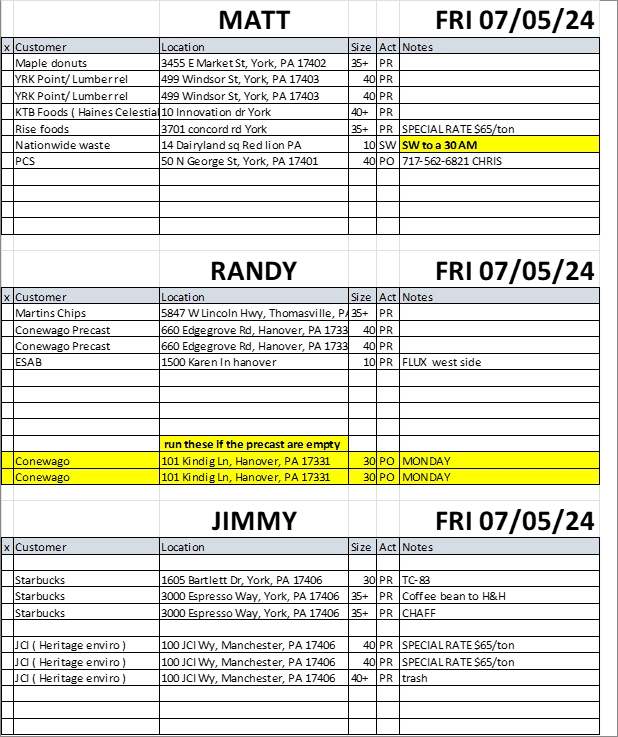 MATT FRI 07/05/24
x Customer Location Size Act Notes
Maple donuts 3455 E Market St, York, PA 17402 35+ PR
YRK Point/ Lumber rel 499 Windsor St, York, PA 17403 40 PR
YRK Point/ Lumber rel 499 Windsor St, York, PA 17403 40 PR
KTB Foods ( Haines Celestial 10 Innovation dr York 40+ PR
Rise foods 3701 concord rd York 35+ PR SPECIAL RATE $65/ton
Nationwide waste 14 Dairyland sq Red lion PA 10 SW SW to a 30 AM
PCS 50 N George St, York, PA 17401 40 PO 717-562-6821 CHRIS
RANDY FRI 07/05/24
x Customer Location Size Act Notes
Martins Chips 5847 W Lincoln Hwy, Thomasville, PA 35+ PR
Conewago Precast 660 Edgegrove Rd, Hanover, PA 1733 40 PR
Conewago Precast 660 Edgegrove Rd, Hanover, PA 1733 40 PR
ESAB 1500 Karen ln hanover 10 PR FLUX west side
run these if the precast are empty
Conewago 101 Kindig Ln, Hanover, PA 17331 30 PO MONDAY
Conewago 101 Kindig Ln, Hanover, PA 17331 30 PO MONDAY
JIMMY FRI 07/05/24
x Customer Location Size Act Notes
Starbucks 1605 Bartlett Dr, York, PA 17406 30 PR TC-83
Starbucks 3000 Espresso Way, York, PA 17406 35+ PR Coffee bean to H&H
Starbucks 3000 Espresso Way, York, PA 17406 35+ PR CHAFF
JCI ( Heritage enviro ) 100 JCI Wy, Manchester, PA 17406 40 PR SPECIAL RATE $65/ton
JCI ( Heritage enviro ) 100 JCI Wy, Manchester, PA 17406 40 PR SPECIAL RATE $65/ton
JCI ( Heritage enviro ) 100 JCI Wy, Manchester, PA 17406 40+ PR trash